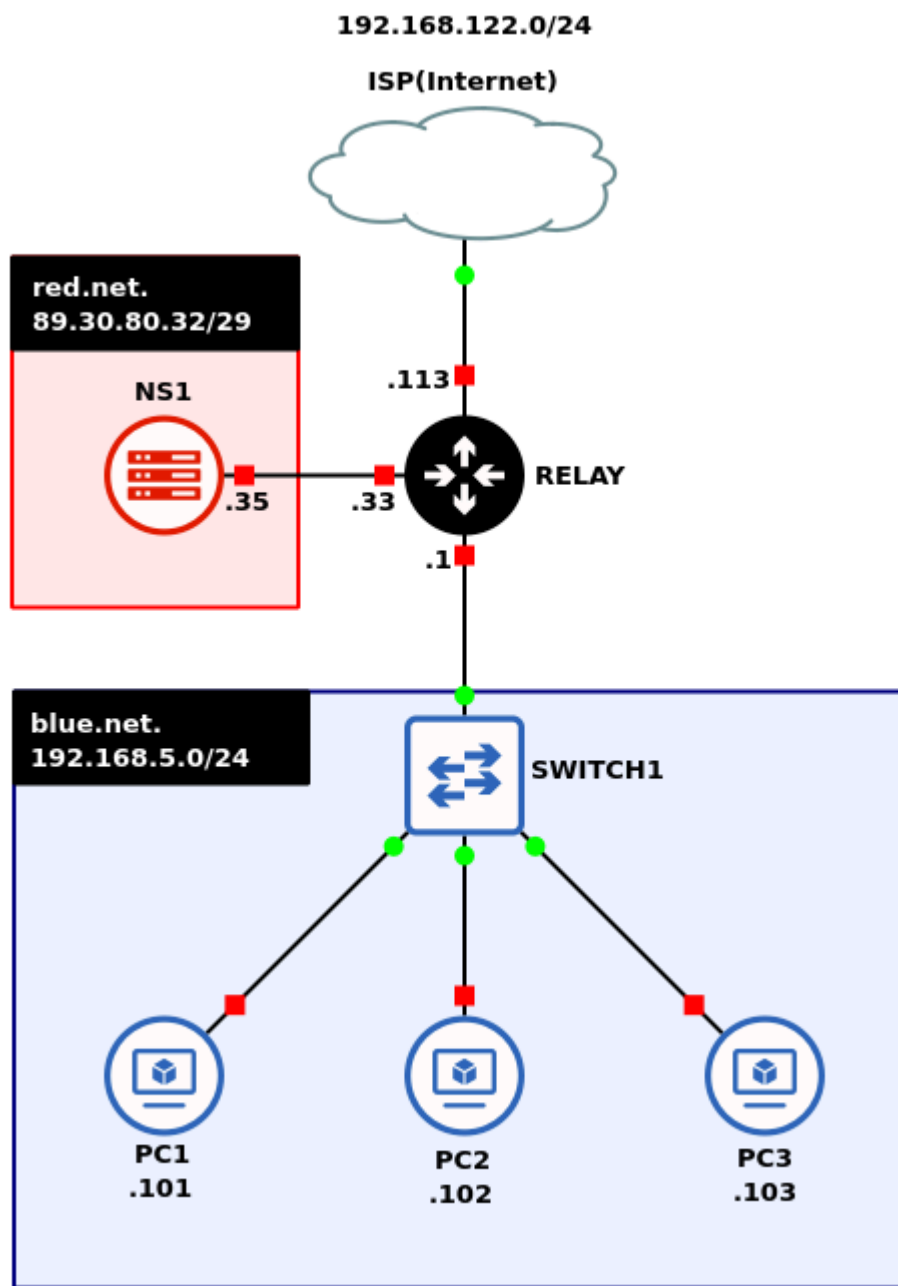 192.168.122.0/24
ISP(Internet)
red.net.
89.30.80.32/29
NS1
.113
.35
.33
RELAY
.1
blue.net.
192.168.5.0/24
SWITCH1
PC1
.101
PC2
.102
PC3
.103